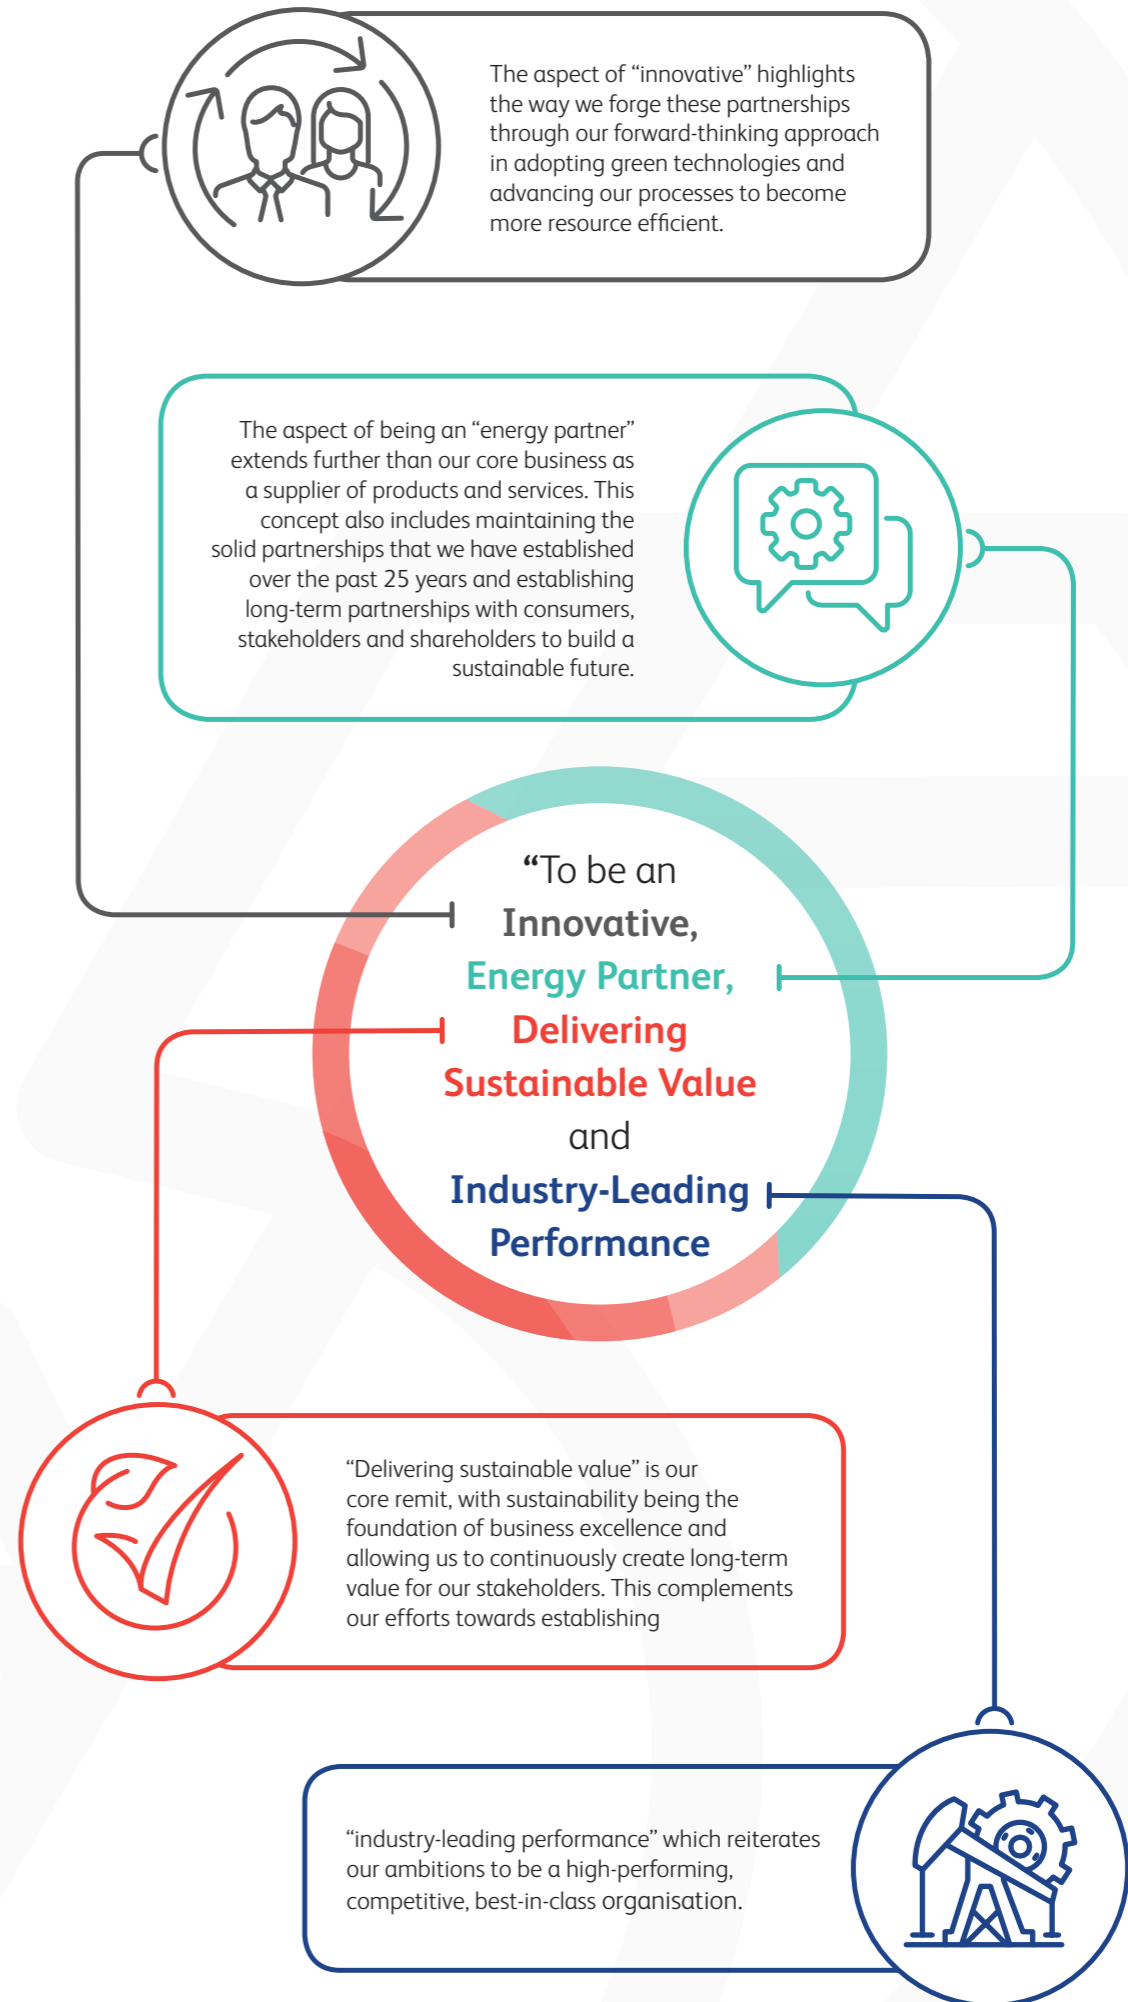 The aspect of “innovative” highlights
the way we forge these partnerships
through our forward-thinking approach
in adopting green technologies and
advancing our processes to become
more resource efficient.
The aspect of being an “energy partner”
extends further than our core business as
a supplier of products and services. This
concept also includes maintaining the
solid partnerships that we have established
over the past 25 years and establishing
long-term partnerships with consumers,
stakeholders and shareholders to build a
sustainable future.
“To be an
Innovative,
Energy Partner,
Delivering
Sustainable Value
and
Industry-Leading
Performance
“Delivering sustainable value” is our
core remit, with sustainability being the
foundation of business excellence and
allowing us to continuously create long-term
value for our stakeholders. This complements
our efforts towards establishing
“industry-leading performance” which reiterates
our ambitions to be a high-performing,
competitive, best-in-class organisation.